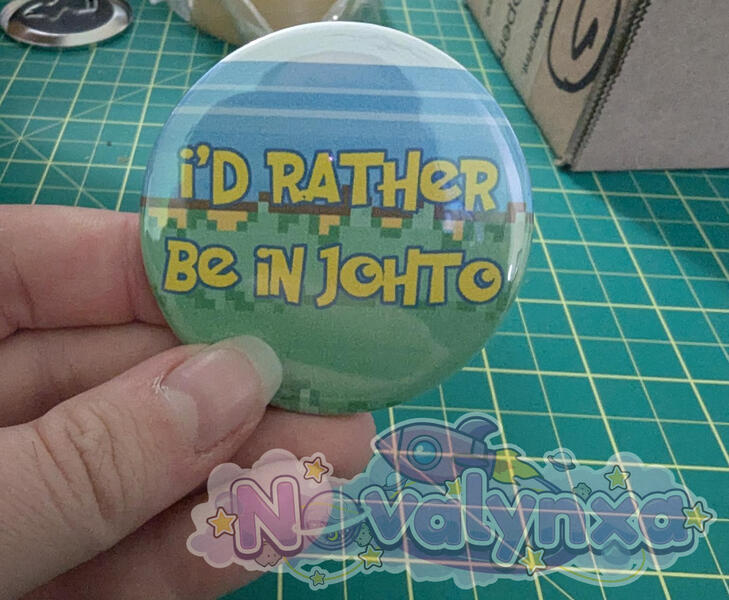 i'D RATHeR
Be iN JOHTO
Novalynxa